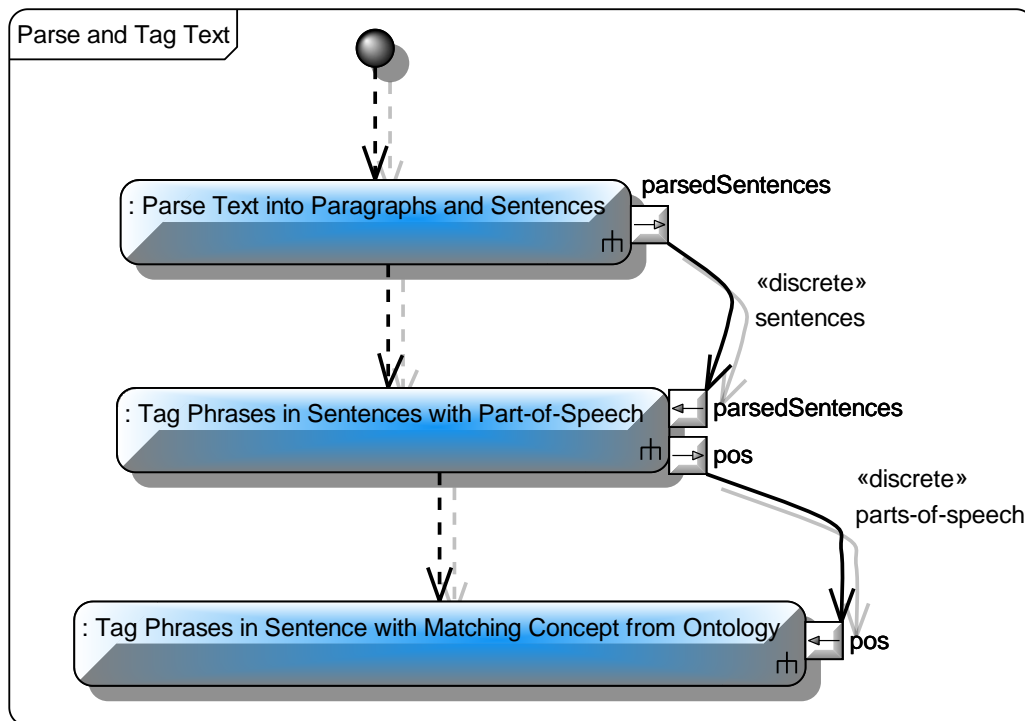 Parse and Tag Text
parsedSentences
: Parse Text into Paragraphs and Sentences
«discrete»
sentences
: Tag Phrases in Sentences with Part-of-Speech
parsedSentences
pos
«discrete»
parts-of-speech
: Tag Phrases in Sentence with Matching Concept from Ontology
pos